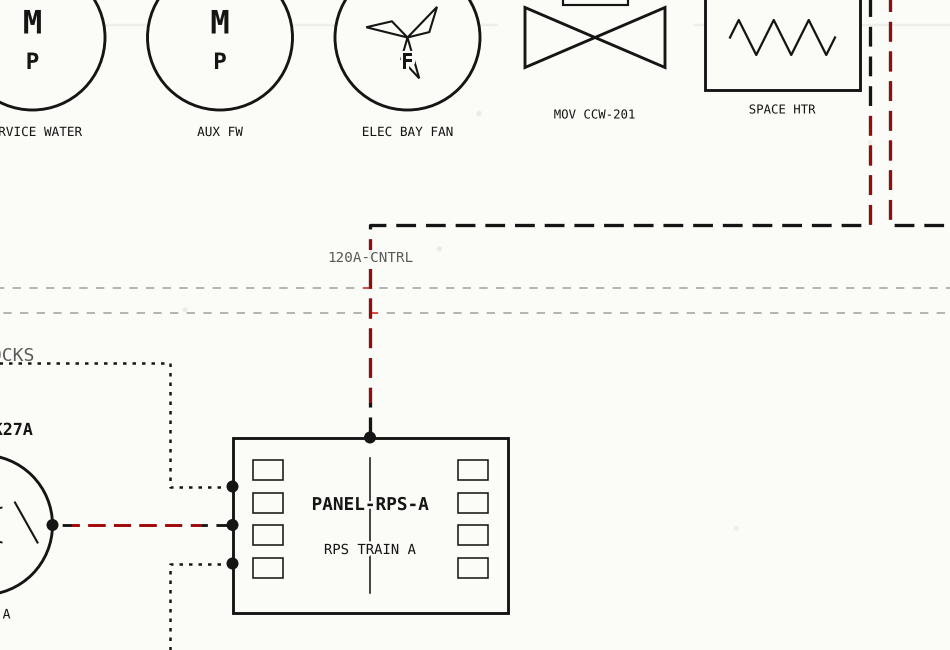 M
P
M
P
F
RVICE WATER
AUX FW
ELEC BAY FAN
MOV CCW-201
SPACE HTR
120A-CNTRL
OCKS
K27A
PANEL-RPS-A
RPS TRAIN A
A